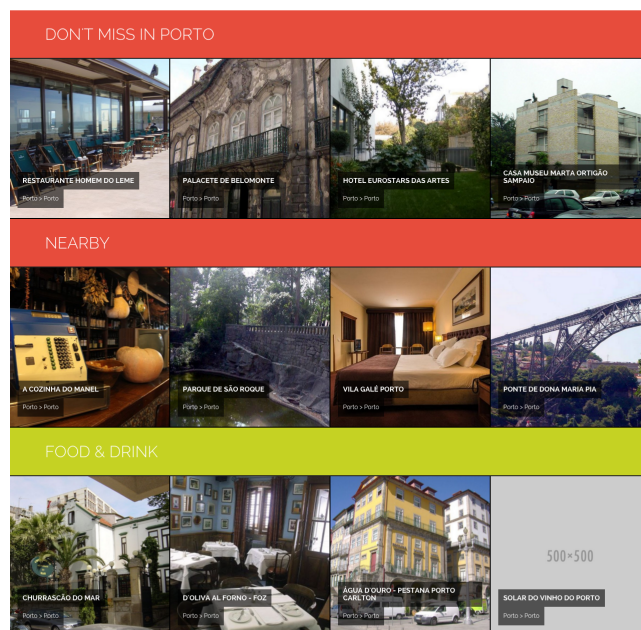 DON'T MISS IN PORTO
RESTAURANTE HOMEM DO LEME
Porto > Porto
PALACETE DE BELOMONTE
Porto > Porto
HOTEL EUROSTARS DAS ARTES
Porto > Porto
CASA MUSEU MARTA ORTIGÃO
SAMPAIO
Porto > Porto
NEARBY
A COZINHA DO MANEL
Porto > Porto
PARQUE DE SÃO ROQUE
Porto > Porto
VILA GALÉ PORTO
Porto > Porto
PONTE DE DONA MARIA PIA
Porto > Porto
FOOD & DRINK
CHURRASCÃO DO MAR
Porto > Porto
D'OLIVA AL FORNO - FOZ
Porto > Porto
ÁGUA D'OURO - PESTANA PORTO
CARLTON
Porto > Porto
500×500
SOLAR DO VINHO DO PORTO
Porto > Porto